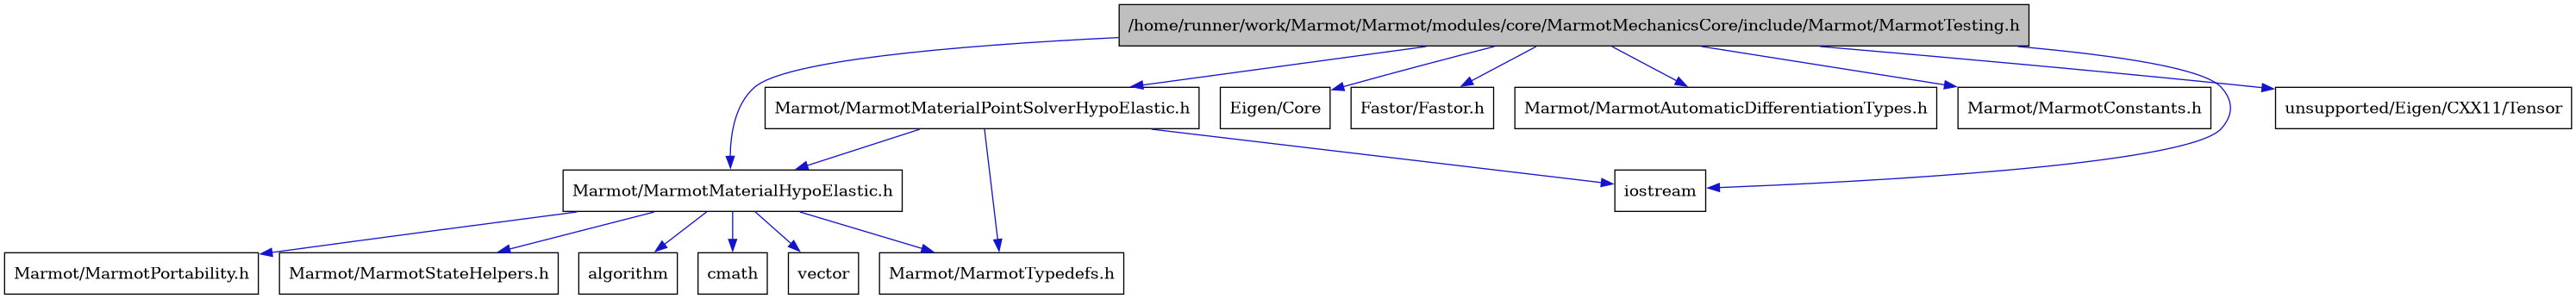 /home/runner/work/Marmot/Marmot/modules/core/MarmotMechanicsCore/include/Marmot/MarmotTesting.h
Marmot/MarmotMaterialPointSolverHypoElastic.h
Eigen/Core
Fastor/Fastor.h
Marmot/MarmotAutomaticDifferentiationTypes.h
Marmot/MarmotConstants.h
unsupported/Eigen/CXX11/Tensor
Marmot/MarmotMaterialHypoElastic.h
iostream
Marmot/MarmotPortability.h
Marmot/MarmotStateHelpers.h
algorithm
cmath
vector
Marmot/MarmotTypedefs.h